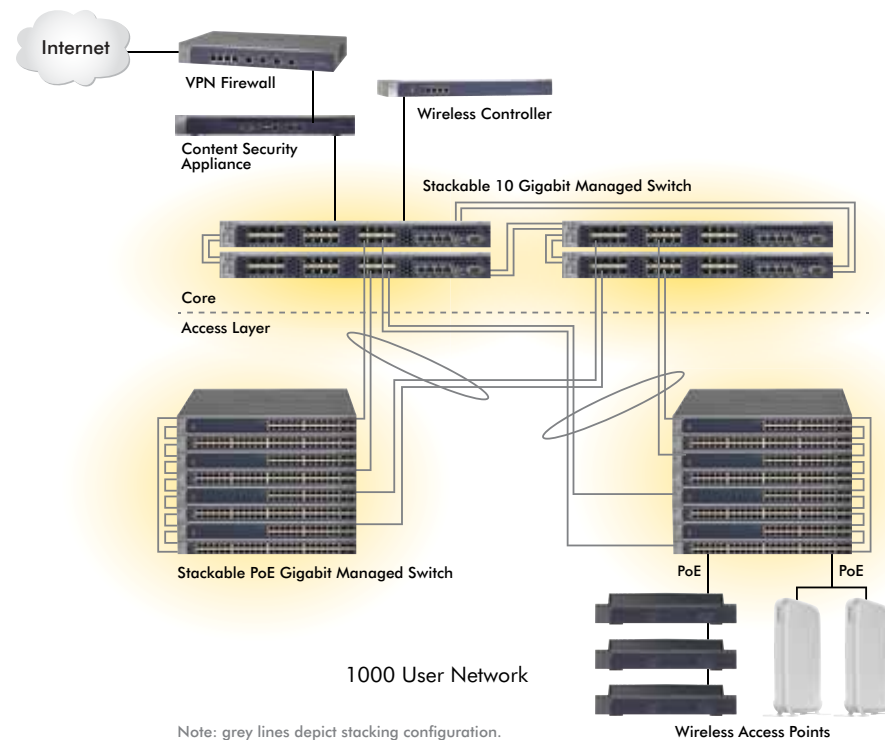 Internet
VPN Firewall
Wireless Controller
Content Security
Appliance
Stackable 10 Gigabit Managed Switch
Core
Access Layer
Stackable PoE Gigabit Managed Switch
PoE
PoE
1000 User Network
Note: grey lines depict stacking configuration.
Wireless Access Points